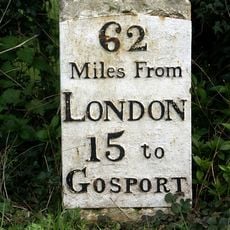 62
Miles From
LONDON
15 to
GOSPORT